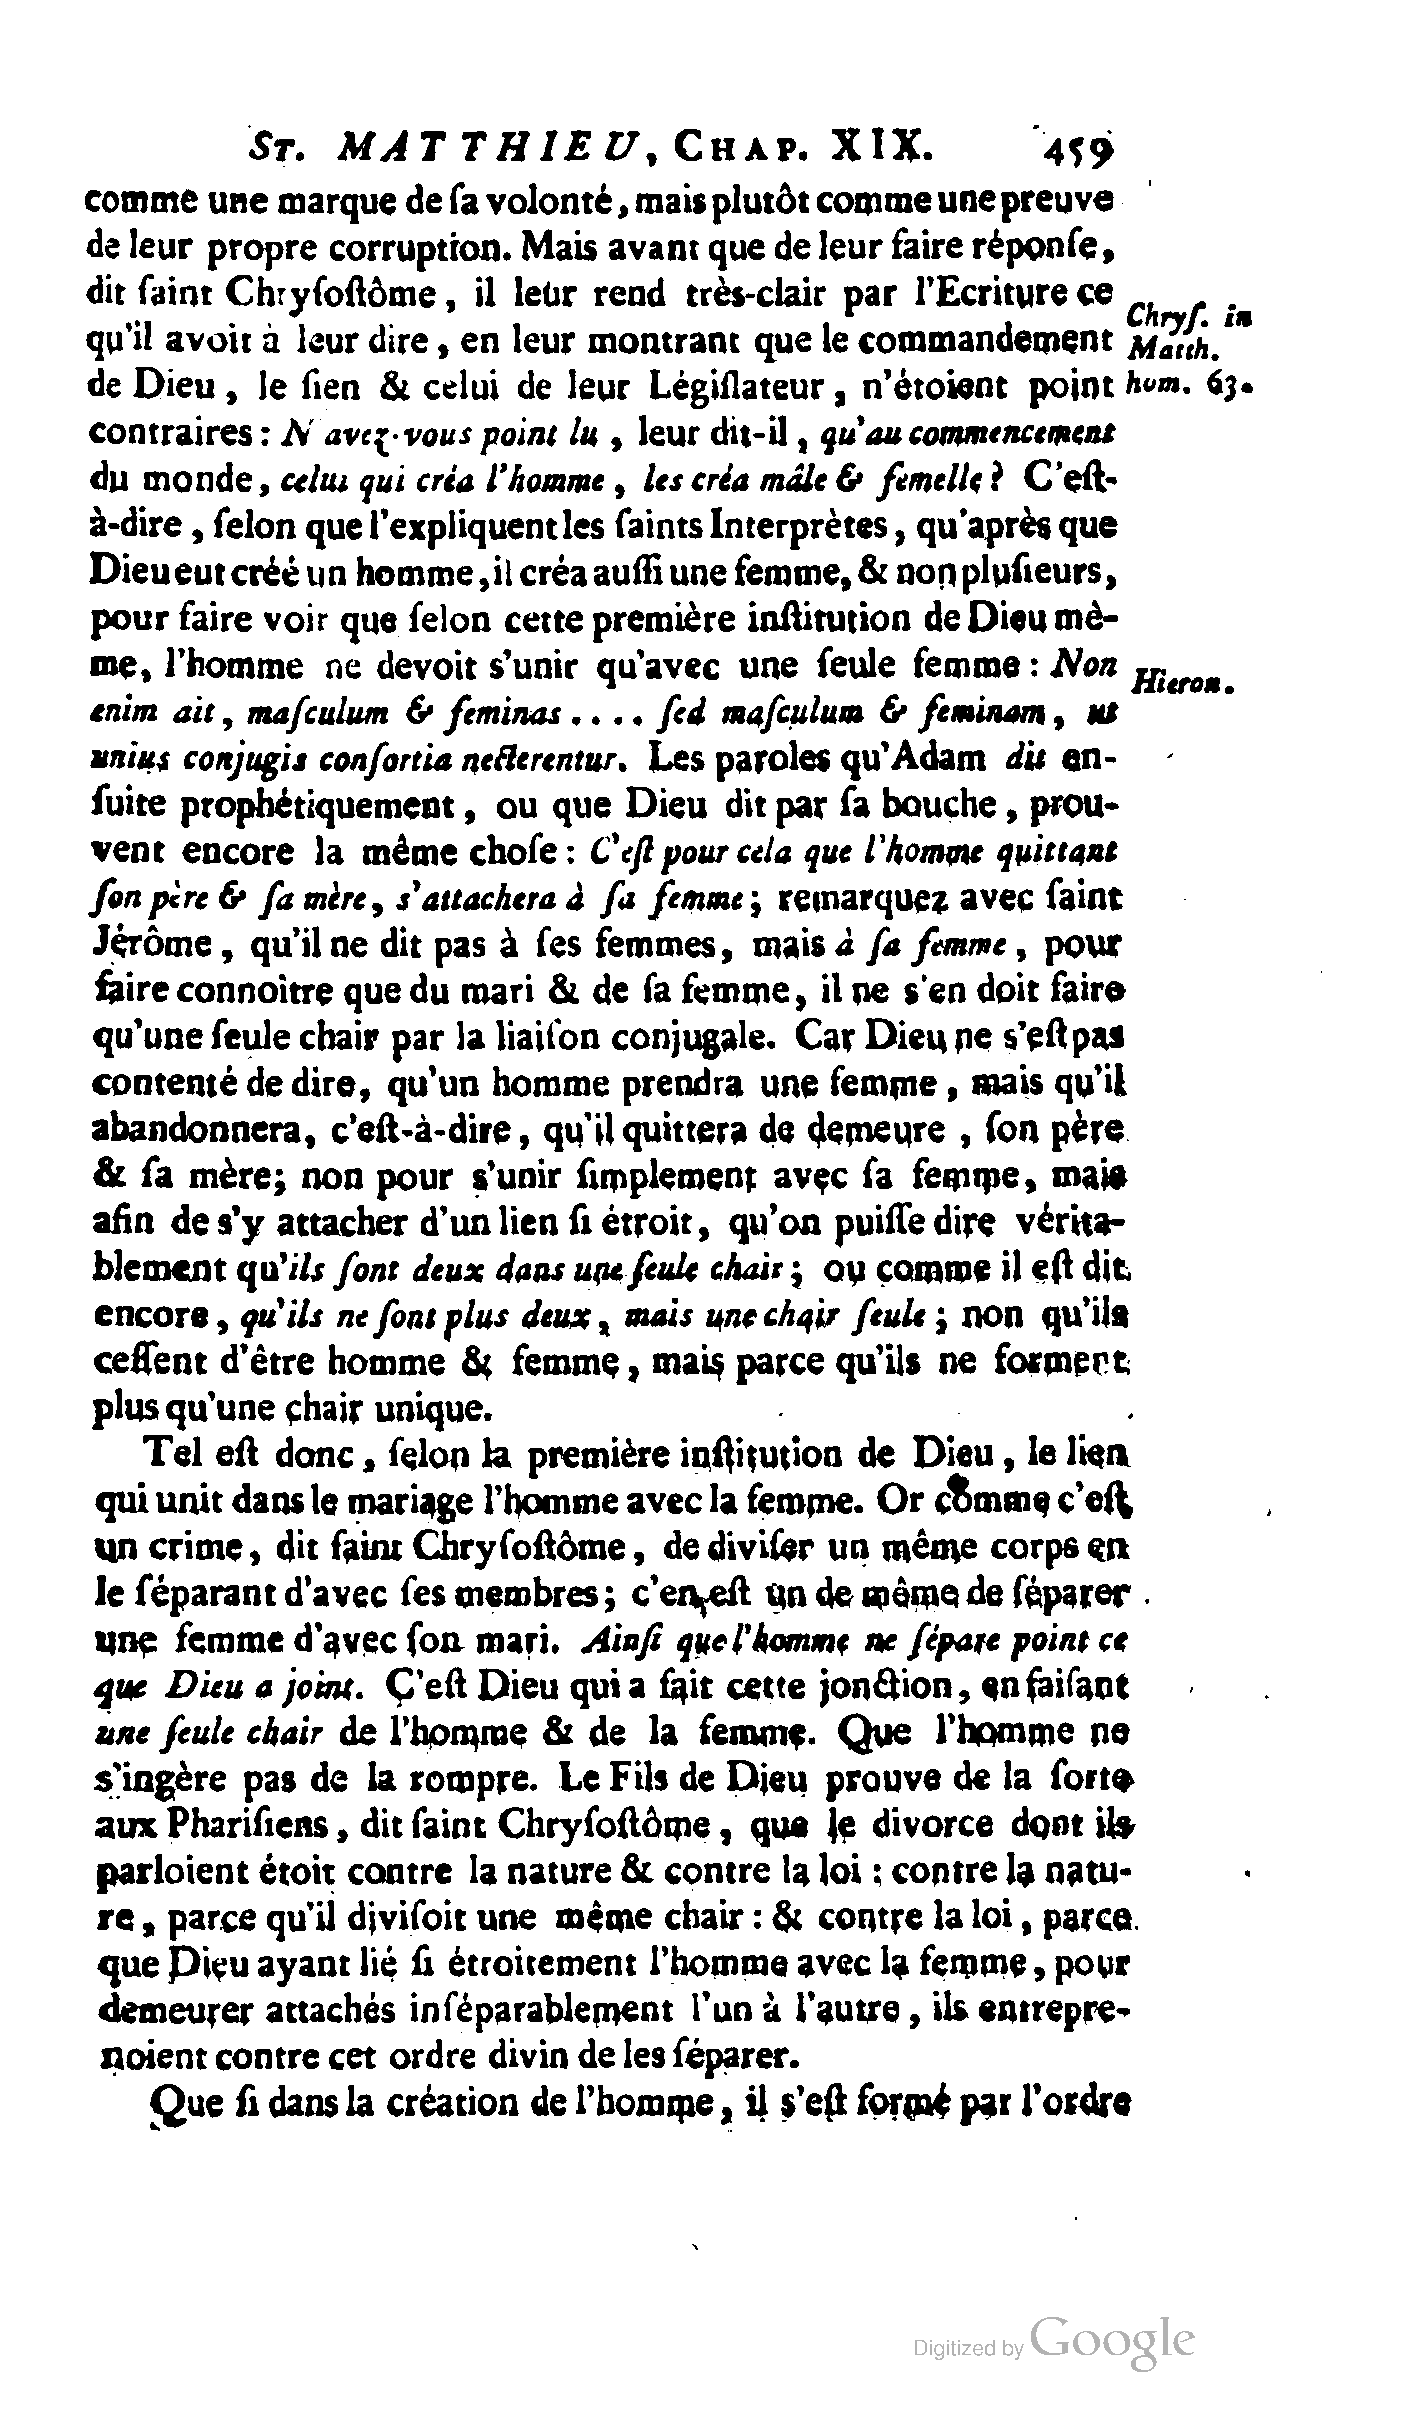 ST. MATTHIEU, CHAP. XIX. 459
comme une marque de ſa volonté, mais plutôt comme une preuve
de leur propre corruption. Mais avant que de leur faire réponſe,
dit ſaint Chryſoſtôme, il leur rend très-clair par l'Ecriture ce
qu'il avoit à leur dire, en leur montrant que le commandement
Chryſ. in
Matth.
hom. 63.
de Dieu, le ſien & celui de leur Légiſlateur, n'étoient point
contraires : N'avez-vous point lu, leur dit-il, qu'au commencement
du monde, celui qui créa l'homme, les créa mâle & femelle ? C'eſt-
à-dire, ſelon que l'expliquent les ſaints Interprètes, qu'après que
Dieu eut créé un homme, il créa auſſi une femme, & non pluſieurs,
pour faire voir que ſelon cette première inſtitution de Dieu mê-
me, l'homme ne devoit s'unir qu'avec une ſeule femme : Non
Hieron.
enim ait, maſculum & feminas .... ſed maſculum & feminam, ut
unius conjugis conſortia necterentur. Les paroles qu'Adam dit en-
ſuite prophétiquement, ou que Dieu dit par ſa bouche, prou-
vent encore la même choſe : C'eſt pour cela que l'homme quittant
ſon père & ſa mère, s'attachera à ſa femme ; remarquez avec ſaint
Jérôme, qu'il ne dit pas à ſes femmes, mais à ſa femme, pour
faire connoître que du mari & de ſa femme, il ne s'en doit faire
qu'une ſeule chair par la liaiſon conjugale. Car Dieu ne s'eſt pas
contenté de dire, qu'un homme prendra une femme, mais qu'il
abandonnera, c'eſt-à-dire, qu'il quittera de demeure, ſon père
& ſa mère ; non pour s'unir ſimplement avec ſa femme, mais
afin de s'y attacher d'un lien ſi étroit, qu'on puiſſe dire vérita-
blement qu'ils ſont deux dans une ſeule chair ; ou comme il eſt dit
encore, qu'ils ne ſont plus deux, mais une chair ſeule ; non qu'ils
ceſſent d'être homme & femme, mais parce qu'ils ne forment
plus qu'une chair unique.
Tel eſt donc, ſelon la première inſtitution de Dieu, le lien
qui unit dans le mariage l'homme avec la femme. Or comme c'eſt
un crime, dit ſaint Chryſoſtôme, de diviſer un même corps en
le ſéparant d'avec ſes membres ; c'en eſt un de même de ſéparer
une femme d'avec ſon mari. Ainſi que l'homme ne ſépare point ce
que Dieu a joint. C'eſt Dieu qui a fait cette jonction, en faiſant
une ſeule chair de l'homme & de la femme. Que l'homme ne
s'ingère pas de la rompre. Le Fils de Dieu prouve de la ſorte
aux Phariſiens, dit ſaint Chryſoſtôme, que le divorce dont ils
parloient étoit contre la nature & contre la loi : contre la natu-
re, parce qu'il diviſoit une même chair : & contre la loi, parce
que Dieu ayant lié ſi étroitement l'homme avec la femme, pour
demeurer attachés inſéparablement l'un à l'autre, ils entrepre-
noient contre cet ordre divin de les ſéparer.
Que ſi dans la création de l'homme, il s'eſt formé par l'ordre
Digitized by Google